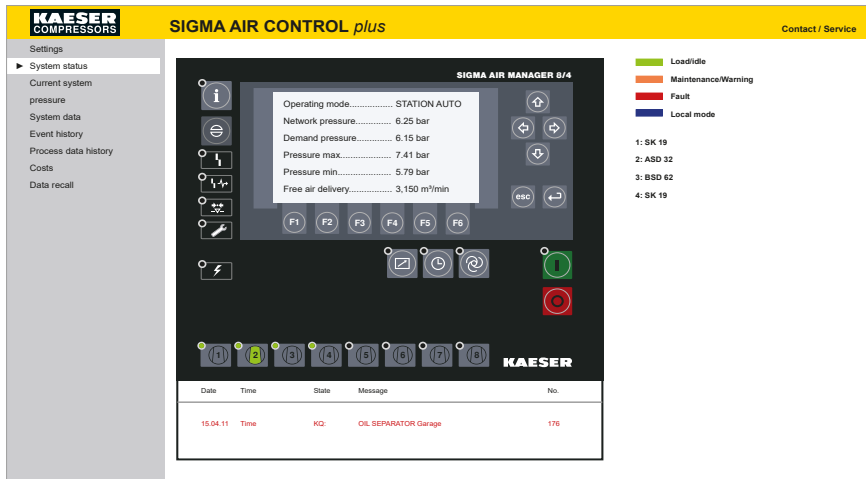 KAESER
COMPRESSORS
SIGMA AIR CONTROL plus
Contact / Service
Settings
► System status
Current system
pressure
System data
Event history
Process data history
Costs
Data recall
SIGMA AIR MANAGER 8/4
i
Operating mode................. STATION AUTO
Network pressure.............. 6.25 bar
Demand pressure.............. 6.15 bar
Pressure max.................... 7.41 bar
Pressure min..................... 5.79 bar
Free air delivery................. 3,150 m³/min
esc
F1 F2 F3 F4 F5 F6
1 2 3 4 5 6 7 8
KAESER
Date Time State Message No.
15.04.11 Time KQ: OIL SEPARATOR Garage 176
Load/idle
Maintenance/Warning
Fault
Local mode
1: SK 19
2: ASD 32
3: BSD 62
4: SK 19